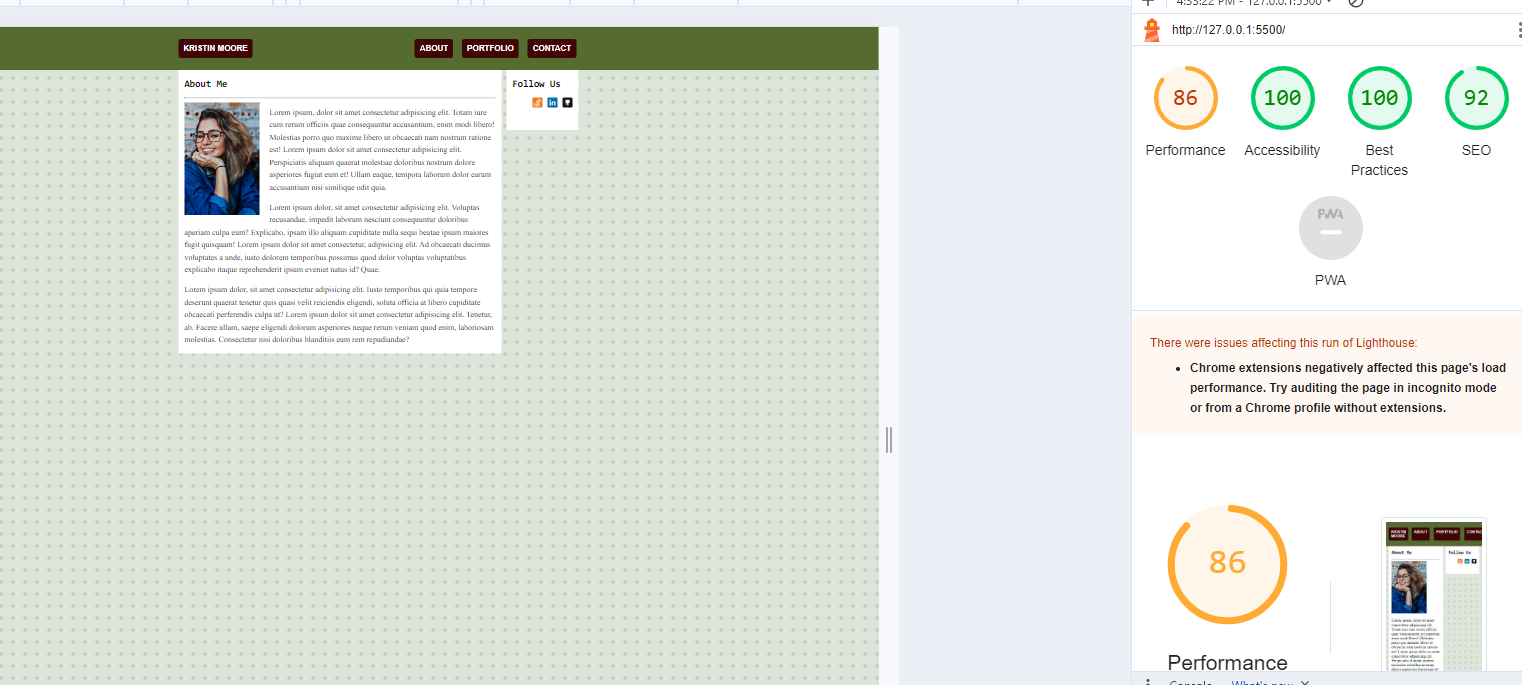 4:53:22 PM - 127.0.0.1:5500
http://127.0.0.1:5500/
KRISTIN MOORE
ABOUT
PORTFOLIO
CONTACT
About Me
Lorem ipsum, dolor sit amet consectetur adipisicing elit. Totam iure
cum rerum officiis quae consequuntur accusantium, enim modi libero!
Molestias porro quo maxime libero ut obcaecati nam nostrum ratione
est! Lorem ipsum dolor sit amet consectetur adipisicing elit.
Perspiciatis aliquam quaerat molestiae doloribus nostrum dolore
asperiores fugiat eum et! Ullam eaque, tempora laborum dolor earum
accusantium nisi similique odit quia.
Lorem ipsum dolor, sit amet consectetur adipisicing elit. Voluptas
recusandae, impedit laborum nesciunt consequuntur doloribus
aperiam culpa eum? Explicabo, ipsam illo aliquam cupiditate nulla sequi beatae ipsum maiores
fugit quisquam! Lorem ipsum dolor sit amet consectetur, adipisicing elit. Ad obcaecati ducimus
voluptates a unde, iusto dolorem temporibus possimus quod dolor voluptas voluptatibus
explicabo itaque reprehenderit ipsum eveniet natus id? Quae.
Lorem ipsum dolor, sit amet consectetur adipisicing elit. Iusto temporibus qui quia tempore
deserunt quaerat tenetur quis quasi velit reiciendis eligendi, soluta officia at libero cupiditate
obcaecati perferendis culpa ut? Lorem ipsum dolor sit amet consectetur adipisicing elit. Tenetur,
ab. Facere ullam, saepe eligendi dolorum asperiores neque rerum veniam quod enim, laboriosam
molestias. Consectetur nisi doloribus blanditiis eum rem repudiandae?
Follow Us
86
Performance
100
Accessibility
100
Best
Practices
92
SEO
PWA
PWA
There were issues affecting this run of Lighthouse:
Chrome extensions negatively affected this page's load
performance. Try auditing the page in incognito mode
or from a Chrome profile without extensions.
86
Performance
KRISTIN
MOORE
ABOUT
PORTFOLIO
CONTAC
About Me
Follow Us
Console
What's new